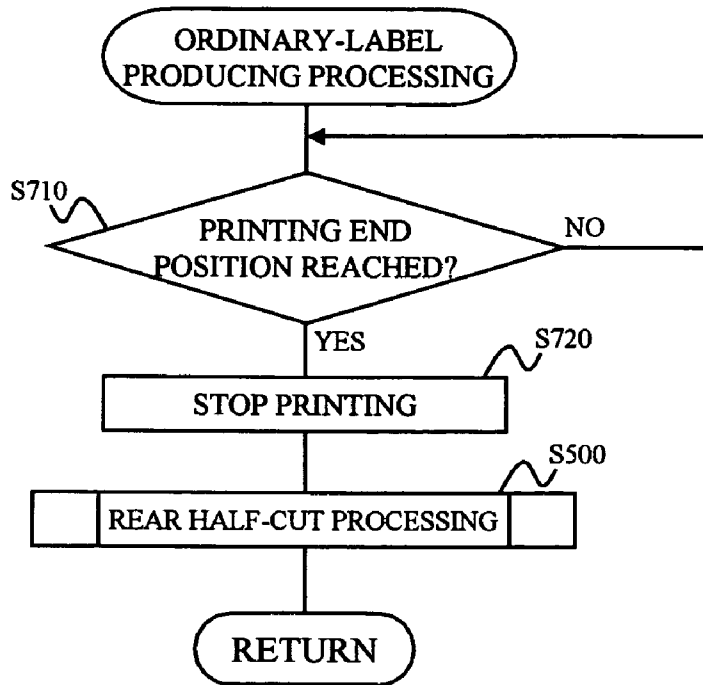 ORDINARY-LABEL
PRODUCING PROCESSING
S710
PRINTING END
POSITION REACHED?
NO
YES
S720
STOP PRINTING
S500
REAR HALF-CUT PROCESSING
RETURN